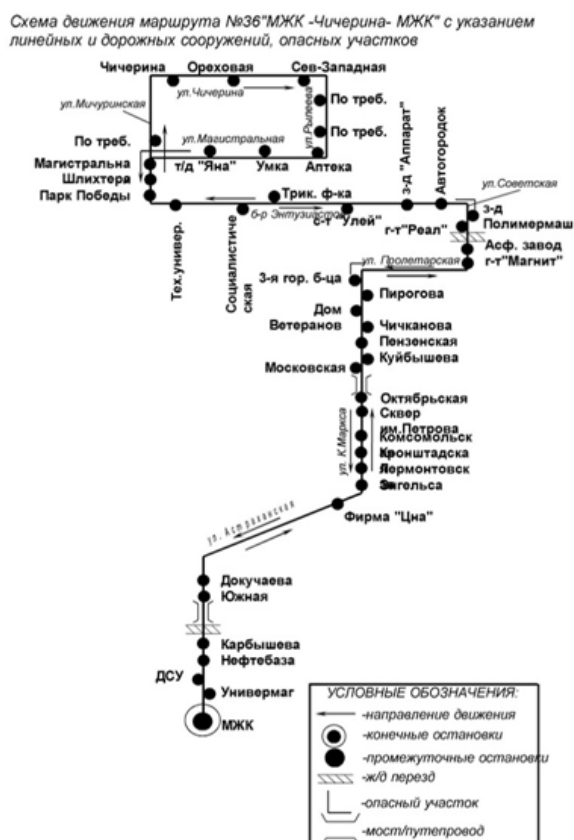 Схема движения маршрута №36"МЖК -Чичерина- МЖК" с указанием
линейных и дорожных сооружений, опасных участков
Чичерина
Ореховая
Сев-Западная
ул.Чичерина
ул.Мичуринская
ул.Рылеева
По треб.
По треб.
По треб.
ул.Магистральная
Магистральна
Шлихтера
Парк Победы
т/д "Яна"
Умка
Аптека
з-д "Аппарат"
Автогородок
ул.Советская
Трик. ф-ка
б-р Энтузиастов
с-т "Улей"
з-д
Полимермаш
г-т"Реал"
Асф. завод
г-т"Магнит"
Тех.универ.
Социалистиче
ская
ул. Пролетарская
3-я гор. б-ца
Пирогова
Дом
Ветеранов
Чичканова
Пензенская
Куйбышева
Московская
Октябрьская
Сквер
им.Петрова
Комсомольск
Кронштадска
Лермонтовск
Энгельса
ул. К.Маркса
Фирма "Цна"
ул. Астраханская
Докучаева
Южная
Карбышева
Нефтебаза
ДСУ
Универмаг
МЖК
УСЛОВНЫЕ ОБОЗНАЧЕНИЯ:
-направление движения
-конечные остановки
-промежуточные остановки
-ж/д перезд
-опасный участок
-мост/путепровод